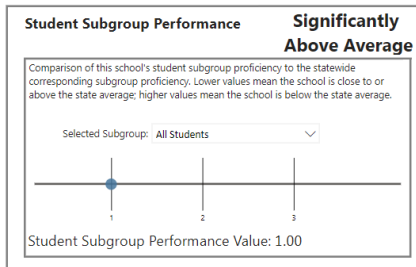 Student Subgroup Performance
Significantly
Above Average
Comparison of this school's student subgroup proficiency to the statewide
corresponding subgroup proficiency. Lower values mean the school is close to or
above the state average; higher values mean the school is below the state average.
Selected Subgroup: All Students
1 2 3
Student Subgroup Performance Value: 1.00